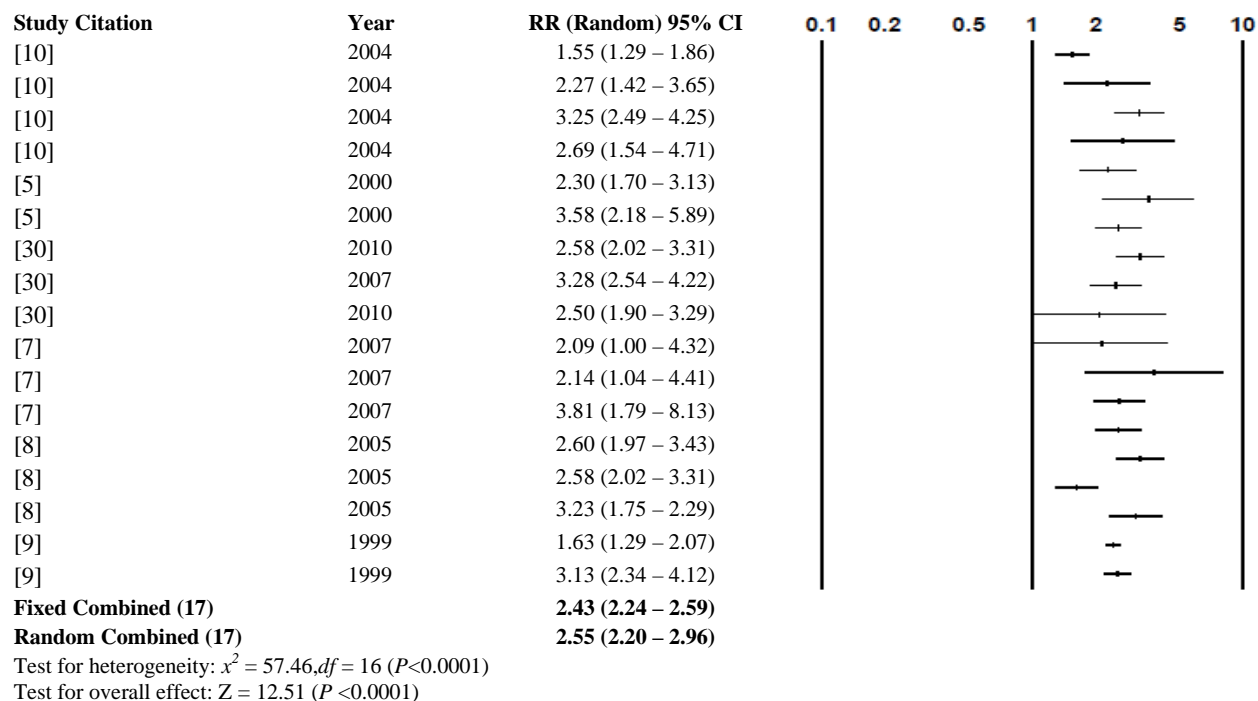 Study Citation Year RR (Random) 95% CI 0.1 0.2 0.5 1 2 5 10
[10] 2004 1.55 (1.29 – 1.86)
[10] 2004 2.27 (1.42 – 3.65)
[10] 2004 3.25 (2.49 – 4.25)
[10] 2004 2.69 (1.54 – 4.71)
[5] 2000 2.30 (1.70 – 3.13)
[5] 2000 3.58 (2.18 – 5.89)
[30] 2010 2.58 (2.02 – 3.31)
[30] 2007 3.28 (2.54 – 4.22)
[30] 2010 2.50 (1.90 – 3.29)
[7] 2007 2.09 (1.00 – 4.32)
[7] 2007 2.14 (1.04 – 4.41)
[7] 2007 3.81 (1.79 – 8.13)
[8] 2005 2.60 (1.97 – 3.43)
[8] 2005 2.58 (2.02 – 3.31)
[8] 2005 3.23 (1.75 – 2.29)
[9] 1999 1.63 (1.29 – 2.07)
[9] 1999 3.13 (2.34 – 4.12)
Fixed Combined (17) 2.43 (2.24 – 2.59)
Random Combined (17) 2.55 (2.20 – 2.96)
Test for heterogeneity: x² = 57.46,df = 16 (P<0.0001)
Test for overall effect: Z = 12.51 (P <0.0001)